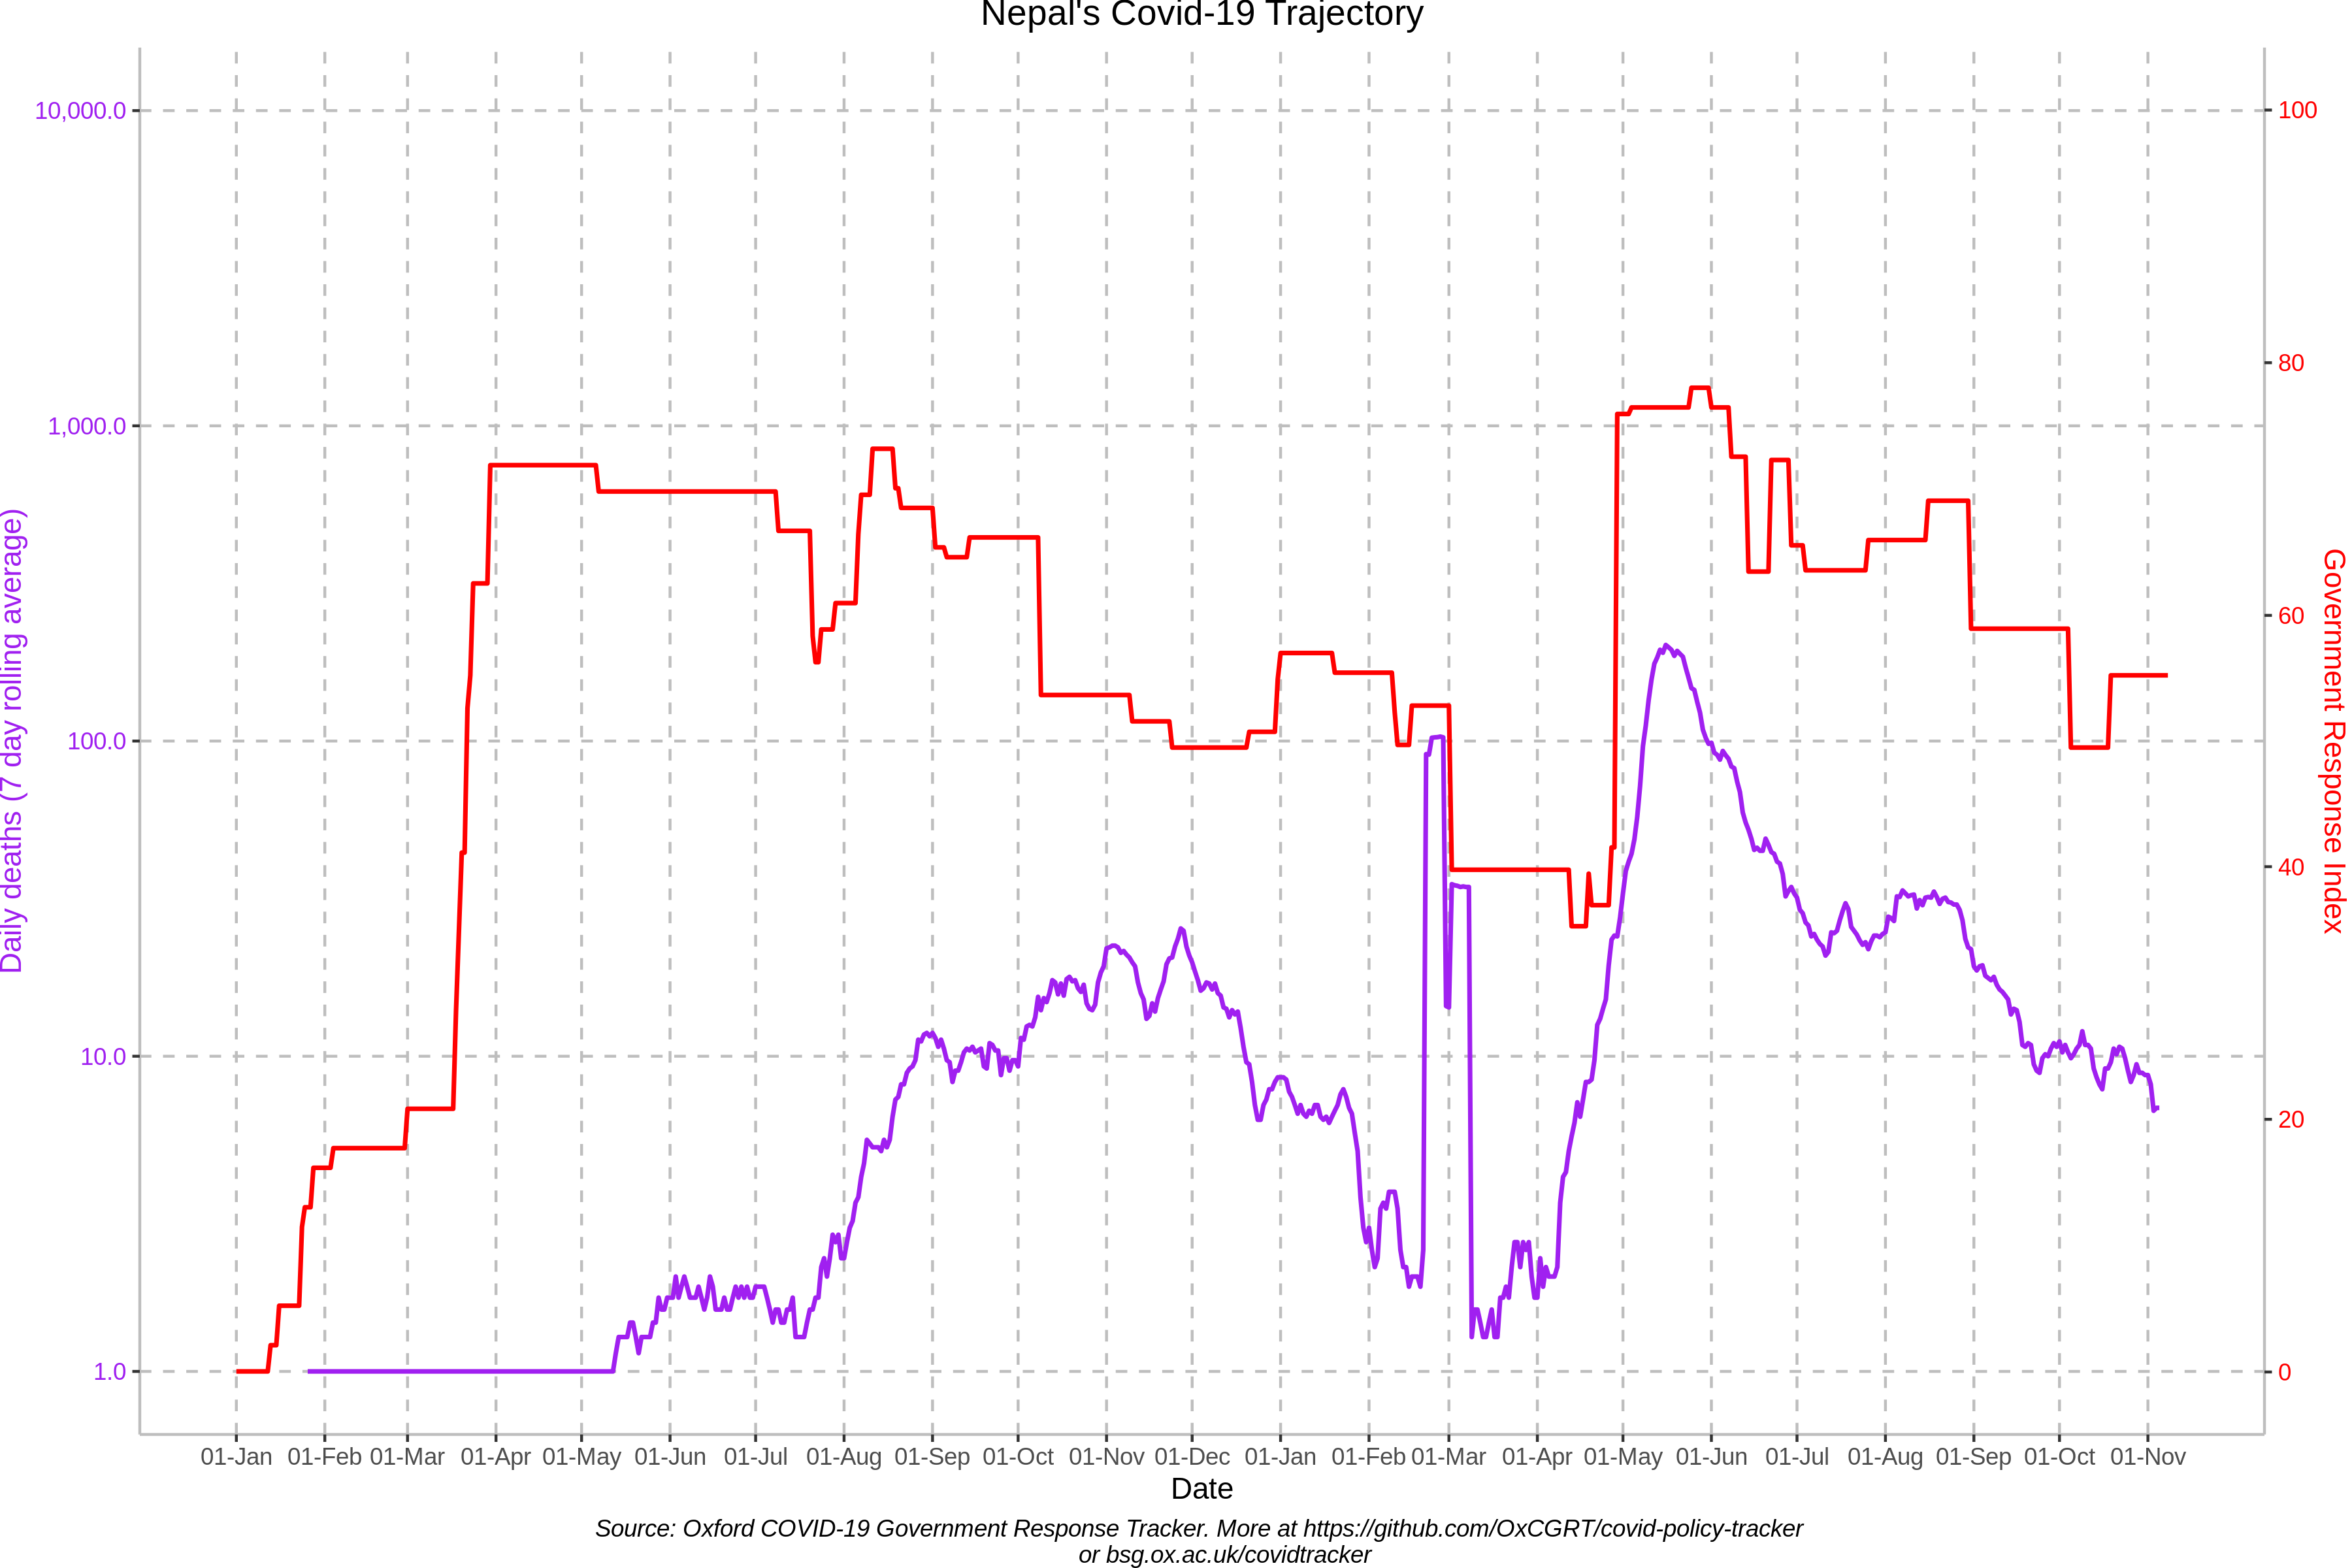 Nepal's Covid-19 Trajectory
10,000.0
1,000.0
100.0
10.0
1.0
Daily deaths (7 day rolling average)
100
80
60
40
20
0
Government Response Index
01-Jan 01-Feb 01-Mar 01-Apr 01-May 01-Jun 01-Jul 01-Aug 01-Sep 01-Oct 01-Nov 01-Dec 01-Jan 01-Feb 01-Mar 01-Apr 01-May 01-Jun 01-Jul 01-Aug 01-Sep 01-Oct 01-Nov
Date
Source: Oxford COVID-19 Government Response Tracker. More at https://github.com/OxCGRT/covid-policy-tracker
or bsg.ox.ac.uk/covidtracker